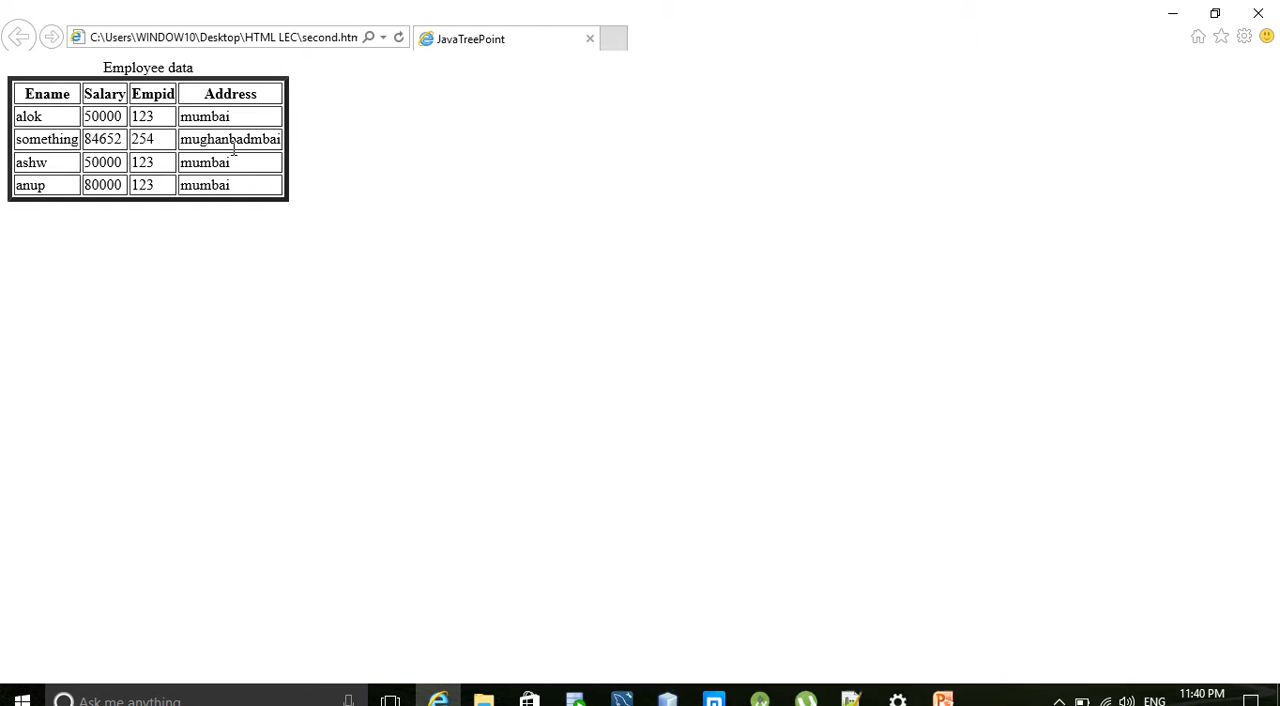 C:\Users\WINDOW10\Desktop\HTML LEC\second.htm
JavaTreePoint
Employee data
Ename Salary Empid Address
alok 50000 123 mumbai
something 84652 254 mughanbadmbai
ashw 50000 123 mumbai
anup 80000 123 mumbai
Ask me anything
ENG
11:40 PM